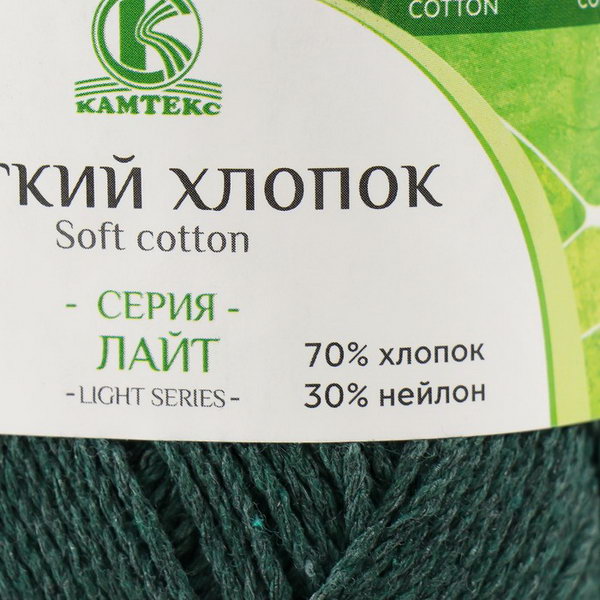 COTTON
КАМТЕКС
ХЛОПОК
Soft cotton
- СЕРИЯ -
ЛАЙТ
- LIGHT SERIES -
70% хлопок
30% нейлон